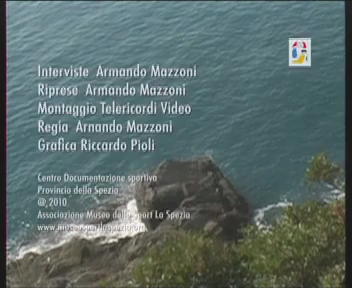 Interviste Armando Mazzoni
Riprese Armando Mazzoni
Montaggio Telericordi Video
Regia Arnando Mazzoni
Grafica Riccardo Pioli
Centro Documentazione sportiva
Provincia della Spezia
@ 2010
Associazione Museo dello Sport La Spezia